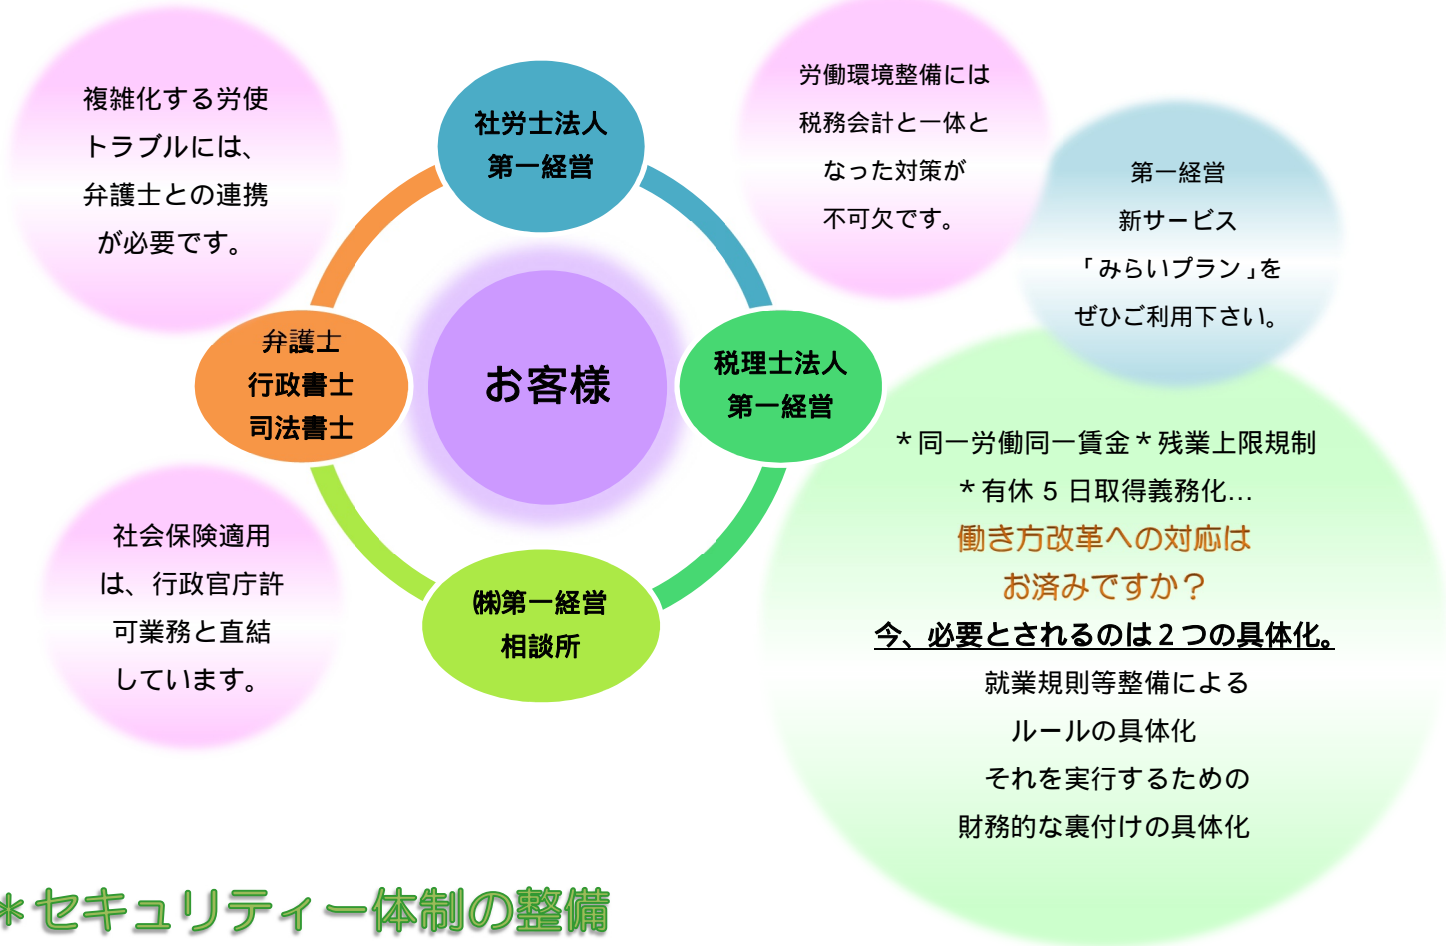 複雑化する労使
トラブルには、
弁護士との連携
が必要です。
社労士法人
第一経営
労働環境整備には
税務会計と一体と
なった対策が
不可欠です。
第一経営
新サービス
「みらいプラン」を
ぜひご利用下さい。
弁護士
行政書士
司法書士
お客様
税理士法人
第一経営
社会保険適用
は、行政官庁許
可業務と直結
しています。
㈱第一経営
相談所
＊同一労働同一賃金＊残業上限規制
＊有休 5 日取得義務化…
働き方改革への対応は
お済みですか？
今、必要とされるのは２つの具体化。
就業規則等整備による
ルールの具体化
それを実行するための
財務的な裏付けの具体化
＊セキュリティー体制の整備